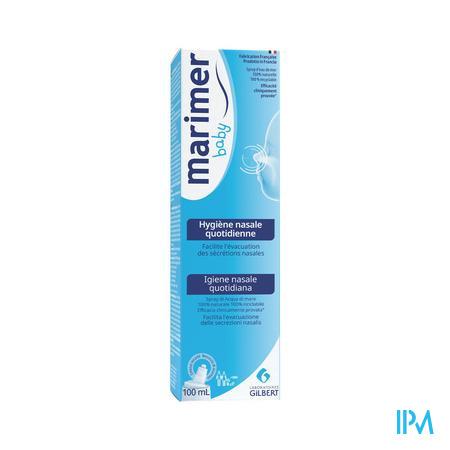 marimer
baby
Fabrication Française
Prodotto in Francia
Spray d'eau de mer
100% naturelle
100% recyclable
Efficacité
cliniquement
prouvée*
Hygiène nasale
quotidienne
Facilite l'évacuation
des sécrétions nasales
Igiene nasale
quotidiana
Spray di Acqua di mare
100% naturale 100% riciclabile
Efficacia clinicamente provata*
Facilita l'evacuazione
delle secrezioni nasali
100 mL
LABORATOIRES
GILBERT
IPM